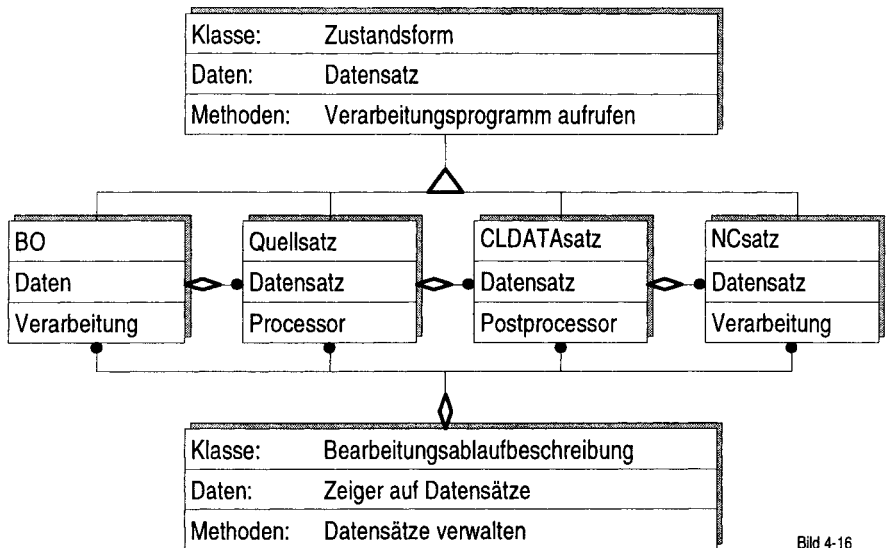 Klasse: Zustandsform
Daten: Datensatz
Methoden: Verarbeitungsprogramm aufrufen
BO
Daten
Verarbeitung
Quellsatz
Datensatz
Processor
CLDATAsatz
Datensatz
Postprocessor
NCsatz
Datensatz
Verarbeitung
Klasse: Bearbeitungsablaufbeschreibung
Daten: Zeiger auf Datensätze
Methoden: Datensätze verwalten
Bild 4-16